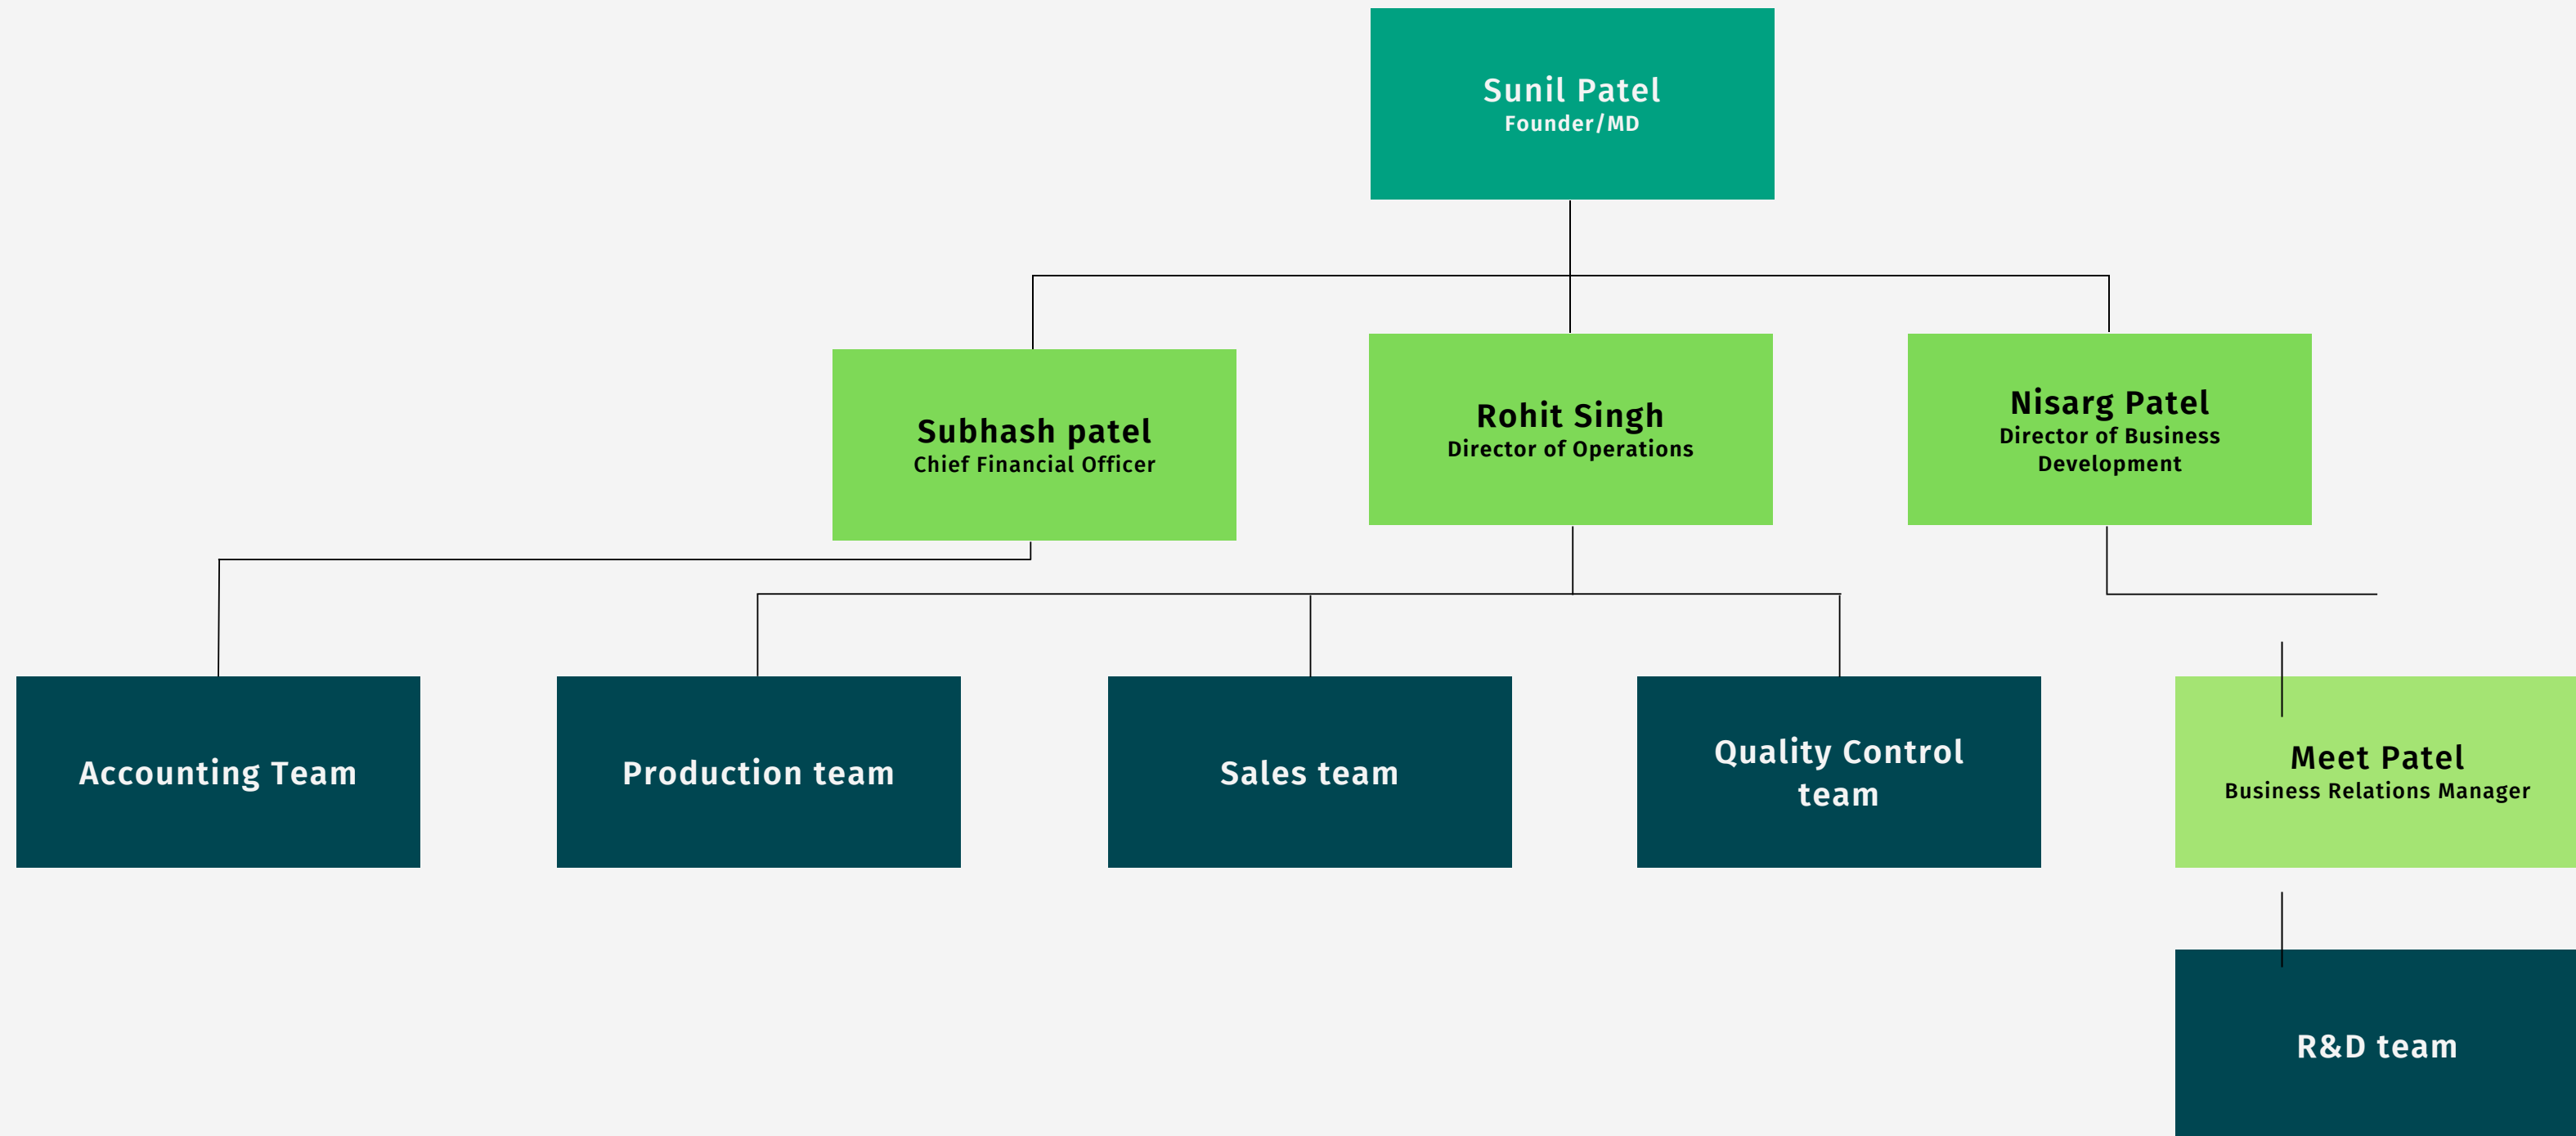 Sunil Patel
Founder/MD
Subhash patel
Chief Financial Officer
Rohit Singh
Director of Operations
Nisarg Patel
Director of Business
Development
Accounting Team
Production team
Sales team
Quality Control
team
Meet Patel
Business Relations Manager
R&D team